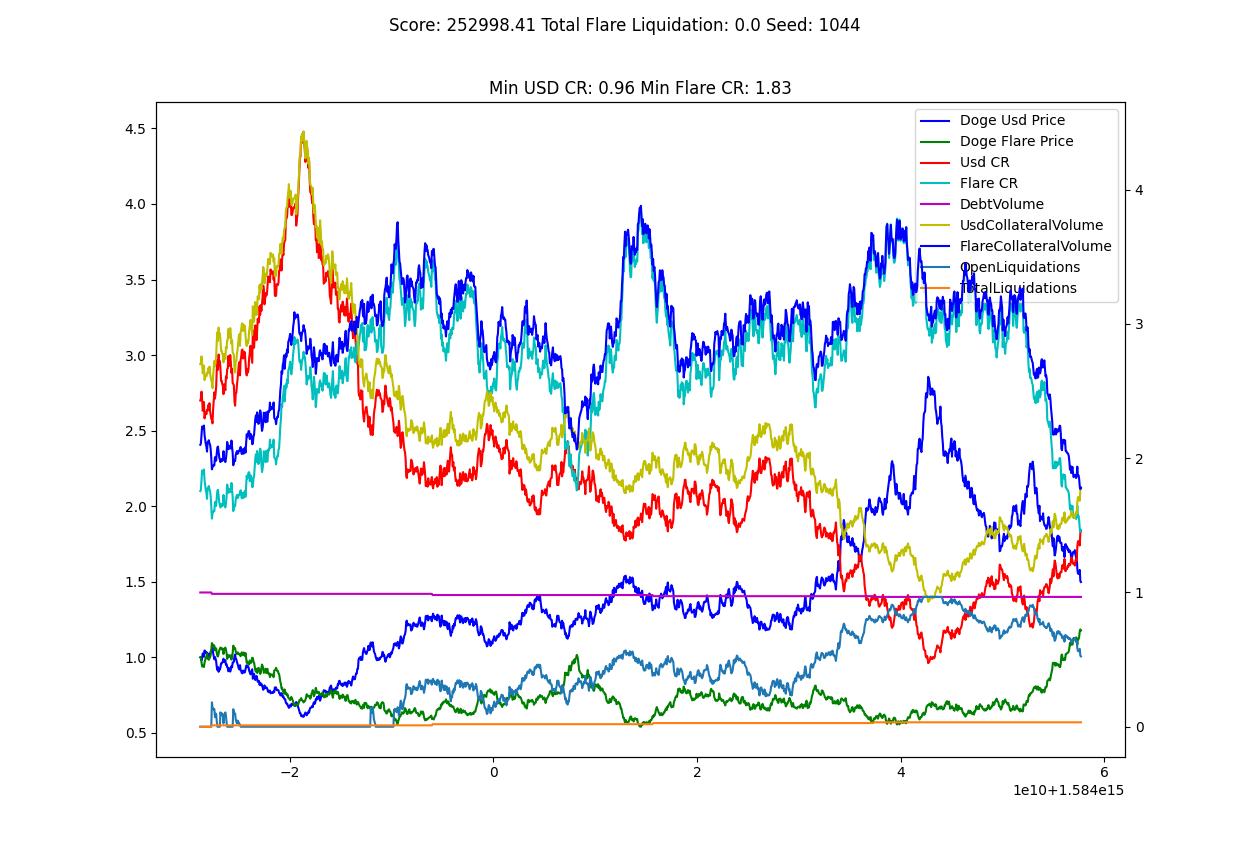 Score: 252998.41 Total Flare Liquidation: 0.0 Seed: 1044
Min USD CR: 0.96 Min Flare CR: 1.83
Doge Usd Price
Doge Flare Price
Usd CR
Flare CR
DebtVolume
UsdCollateralVolume
FlareCollateralVolume
OpenLiquidations
TotalLiquidations
4.5
4.0
3.5
3.0
2.5
2.0
1.5
1.0
0.5
4
3
2
1
0
−2
0
2
4
6
1e10+1.584e15